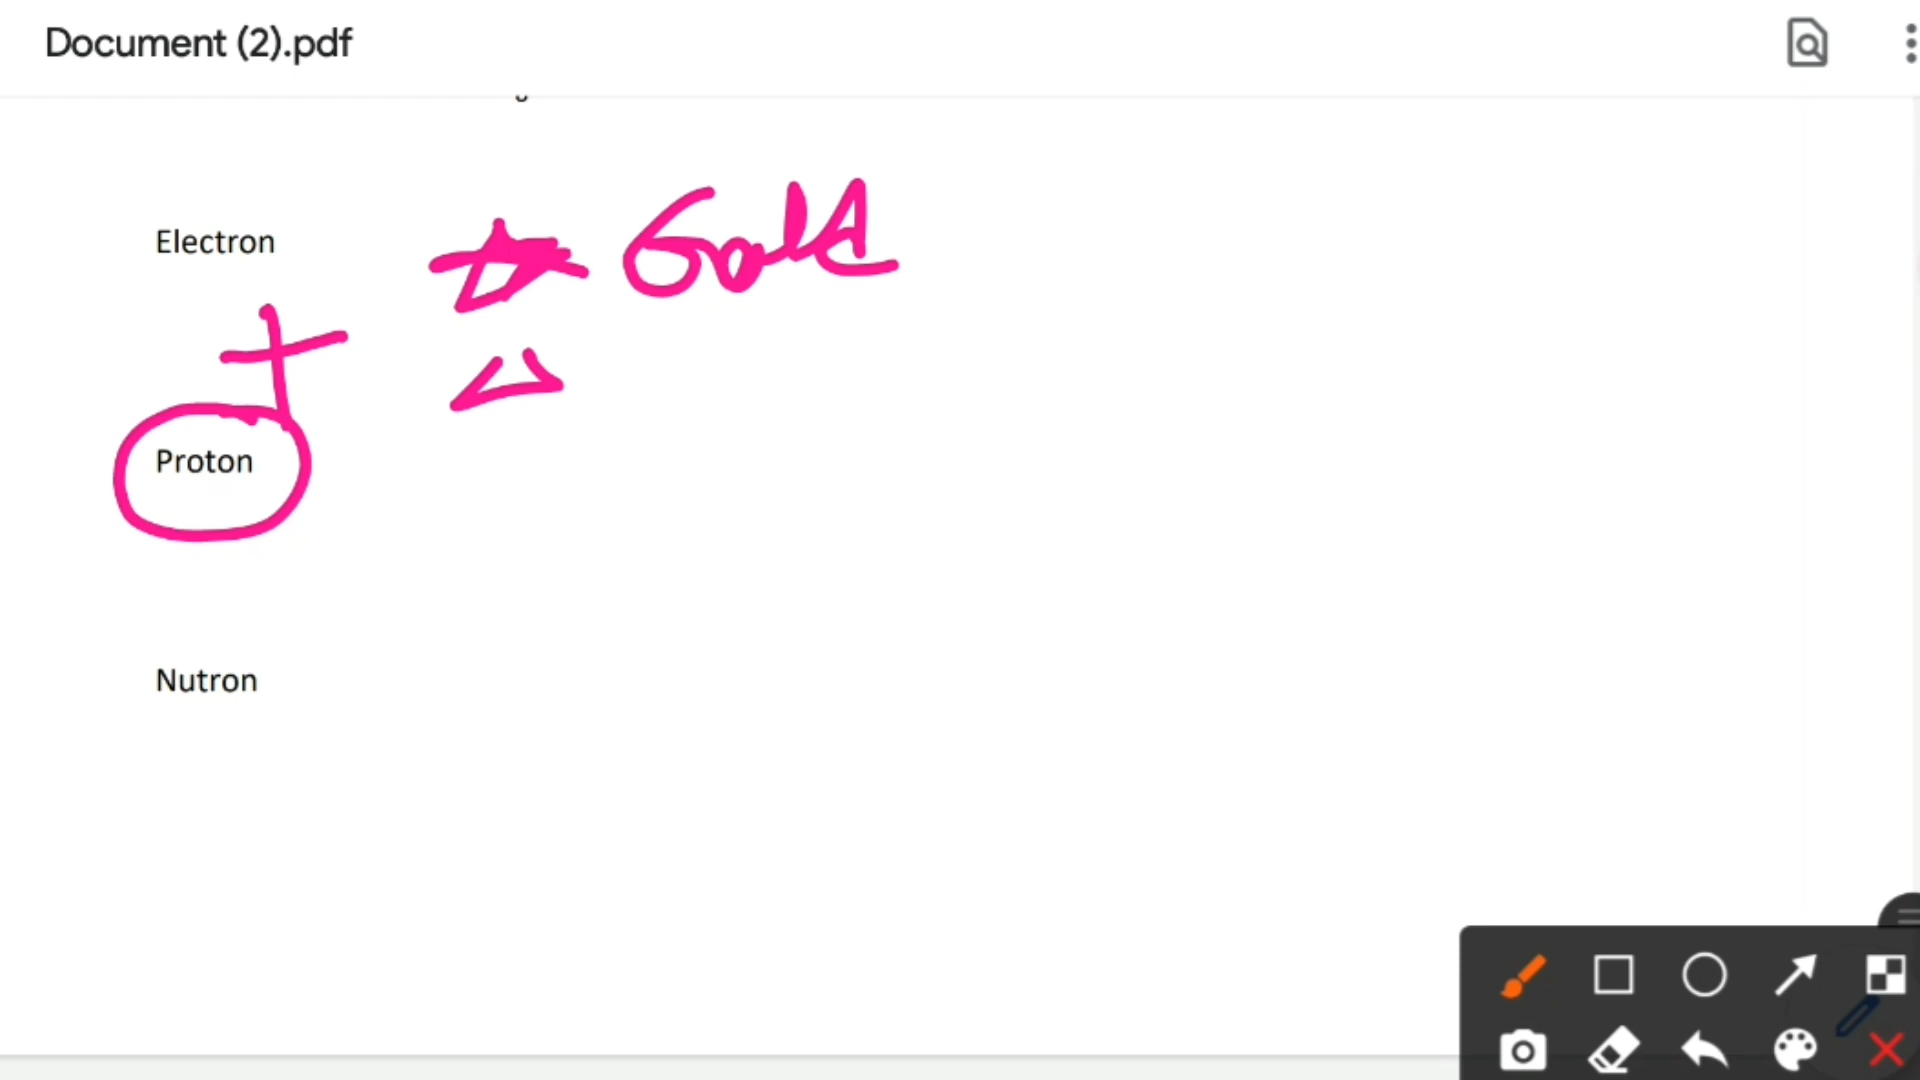 Document (2).pdf
Electron
Gold
+
Proton
Nutron